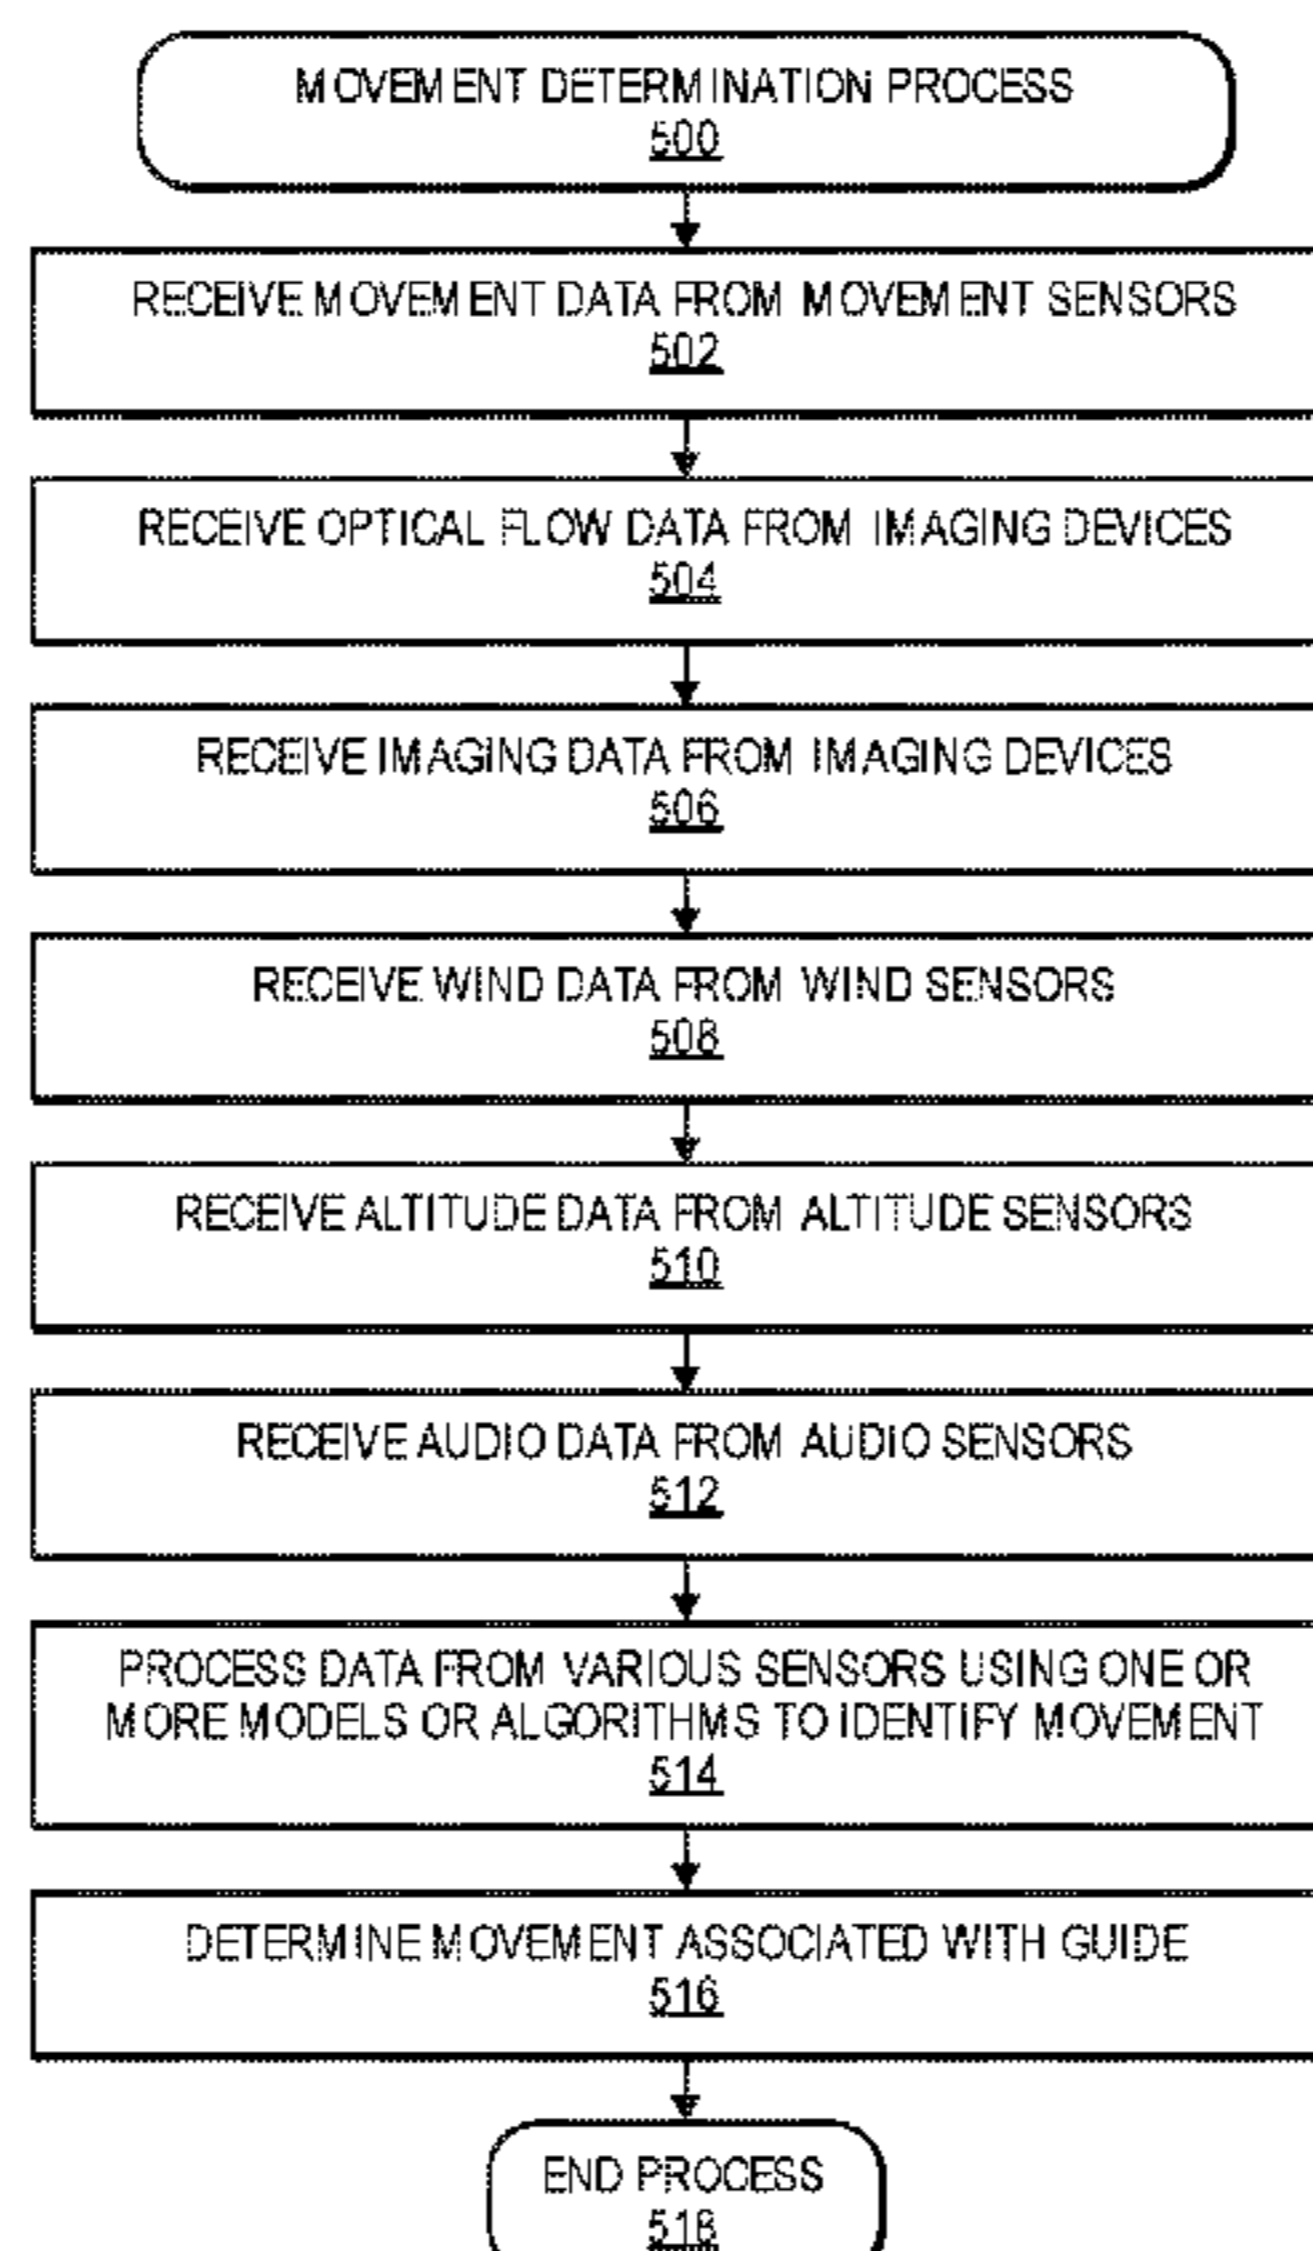 MOVEMENT DETERMINATION PROCESS
500
RECEIVE MOVEMENT DATA FROM MOVEMENT SENSORS
502
RECEIVE OPTICAL FLOW DATA FROM IMAGING DEVICES
504
RECEIVE IMAGING DATA FROM IMAGING DEVICES
506
RECEIVE WIND DATA FROM WIND SENSORS
508
RECEIVE ALTITUDE DATA FROM ALTITUDE SENSORS
510
RECEIVE AUDIO DATA FROM AUDIO SENSORS
512
PROCESS DATA FROM VARIOUS SENSORS USING ONE OR
MORE MODELS OR ALGORITHMS TO IDENTIFY MOVEMENT
514
DETERMINE MOVEMENT ASSOCIATED WITH GUIDE
516
END PROCESS
518